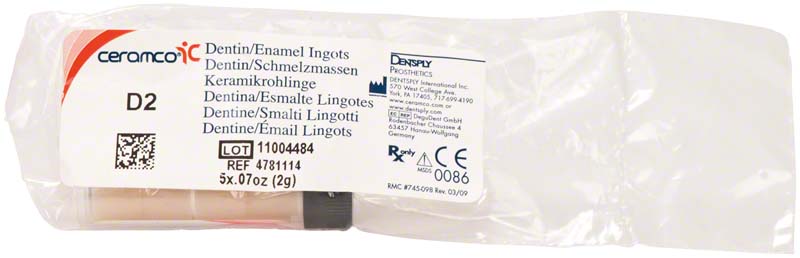 ceramco iC
D2
Dentin/Enamel Ingots
Dentin/Schmelzmassen
Keramikrohlinge
Dentina/Esmalte Lingotes
Dentine/Smalti Lingotti
Dentine/Émail Lingots
LOT 11004484
REF 4781114
5x.07oz (2g)
DENTSPLY
PROSTHETICS
DENTSPLY International Inc.
570 West College Ave.
York, PA 17405, 717-699-4190
www.ceramco.com or
www.dentsply.com
EC REP DeguDent GmbH
Rodenbacher Chaussee 4
63457 Hanau-Wolfgang
Germany
Rx only
MSDS
CE 0086
RMC #745-098 Rev. 03/09